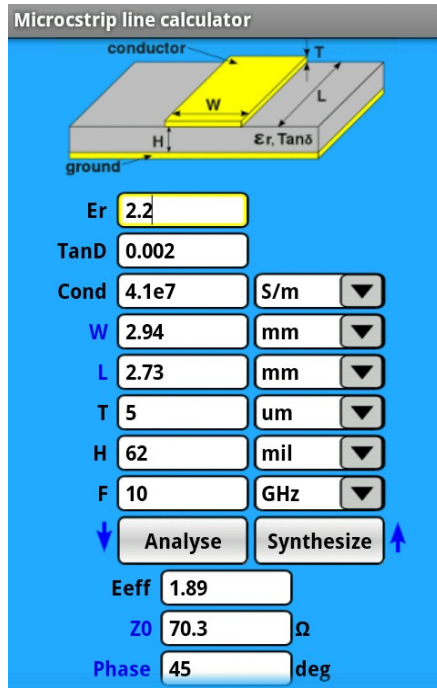 Microcstrip line calculator
conductor
T
W
L
H
εr, Tanδ
ground
Er 2.2
TanD 0.002
Cond 4.1e7 S/m
W 2.94 mm
L 2.73 mm
T 5 um
H 62 mil
F 10 GHz
Analyse Synthesize
Eeff 1.89
Z0 70.3 Ω
Phase 45 deg